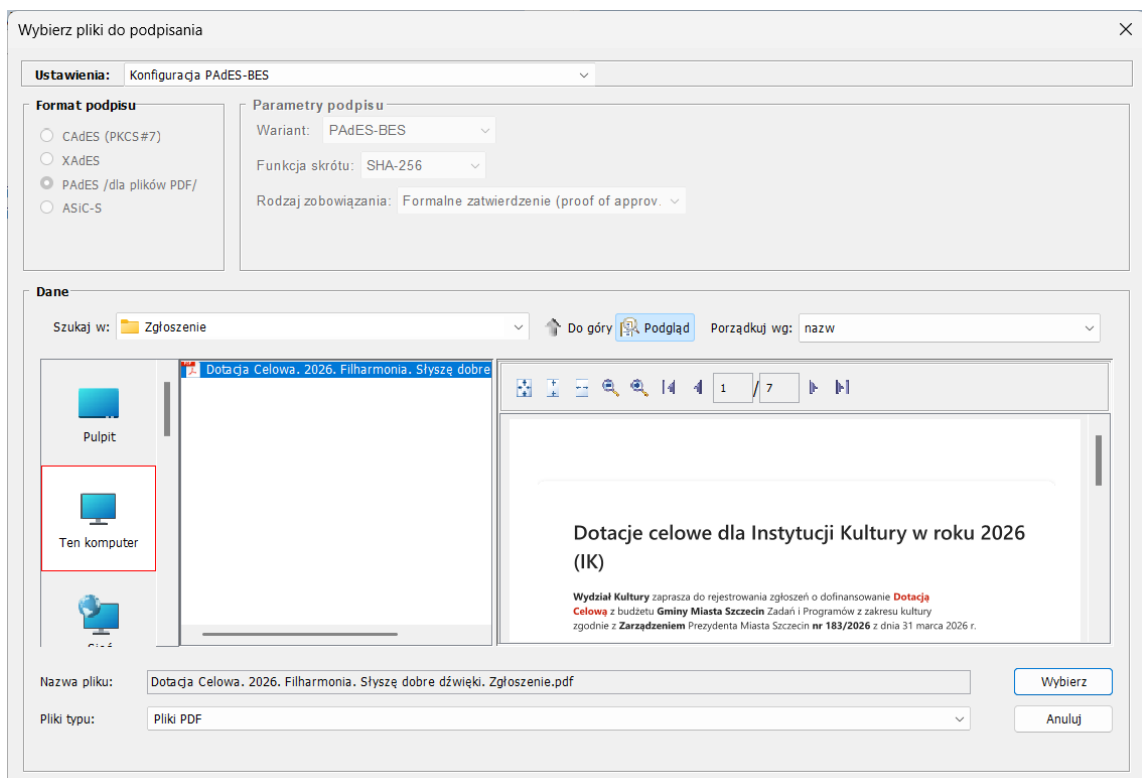 Wybierz pliki do podpisania
Ustawienia: Konfiguracja PAdES-BES
Format podpisu
CAdES (PKCS#7)
XAdES
PAdES /dla plików PDF/
ASiC-S
Parametry podpisu
Wariant: PAdES-BES
Funkcja skrótu: SHA-256
Rodzaj zobowiązania: Formalne zatwierdzenie (proof of approv.
Dane
Szukaj w: Zgłoszenie
Do góry Podgląd Porządkuj wg: nazw
Pulpit
Ten komputer
Sieć
Dotacja Celowa. 2026. Filharmonia. Słyszę dobre
1 / 7
Dotacje celowe dla Instytucji Kultury w roku 2026
(IK)
Wydział Kultury zaprasza do rejestrowania zgłoszeń o dofinansowanie Dotacją
Celową z budżetu Gminy Miasta Szczecin Zadań i Programów z zakresu kultury
zgodnie z Zarządzeniem Prezydenta Miasta Szczecin nr 183/2026 z dnia 31 marca 2026 r.
Nazwa pliku: Dotacja Celowa. 2026. Filharmonia. Słyszę dobre dźwięki. Zgłoszenie.pdf
Wybierz
Pliki typu: Pliki PDF
Anuluj